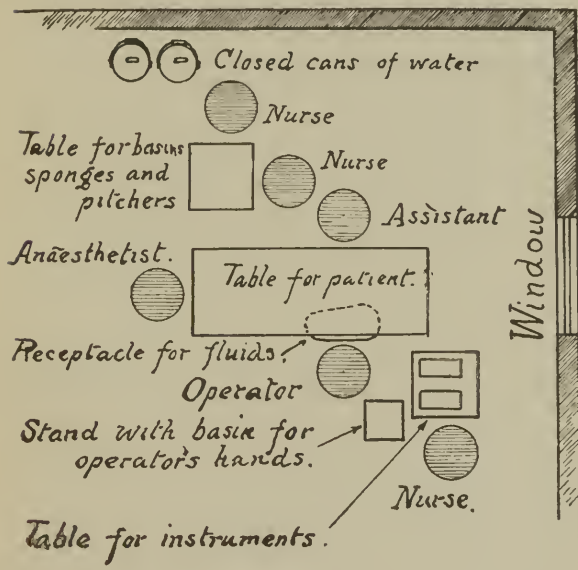 Closed cans of water
Nurse
Table for basins
sponges and
pitchers
Nurse
Assistant
Anaesthetist.
Table for patient.
Window
Receptacle for fluids.
Operator
Stand with basin for
operator's hands.
Nurse.
Table for instruments.